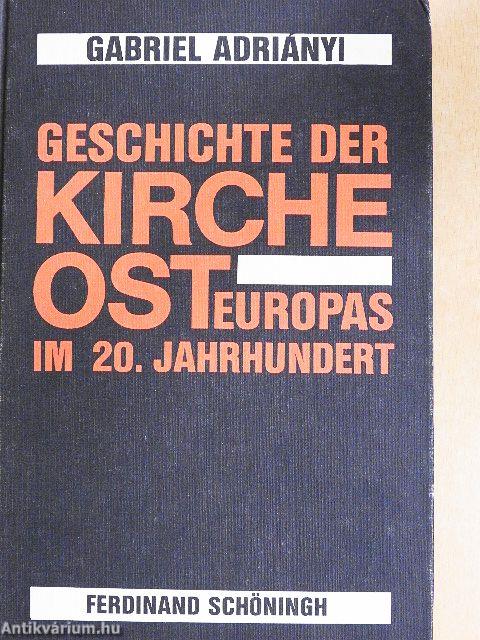 GABRIEL ADRIÁNYI
GESCHICHTE DER
KIRCHE
OSTEUROPAS
IM 20. JAHRHUNDERT
FERDINAND SCHÖNINGH
Antikvárium.hu